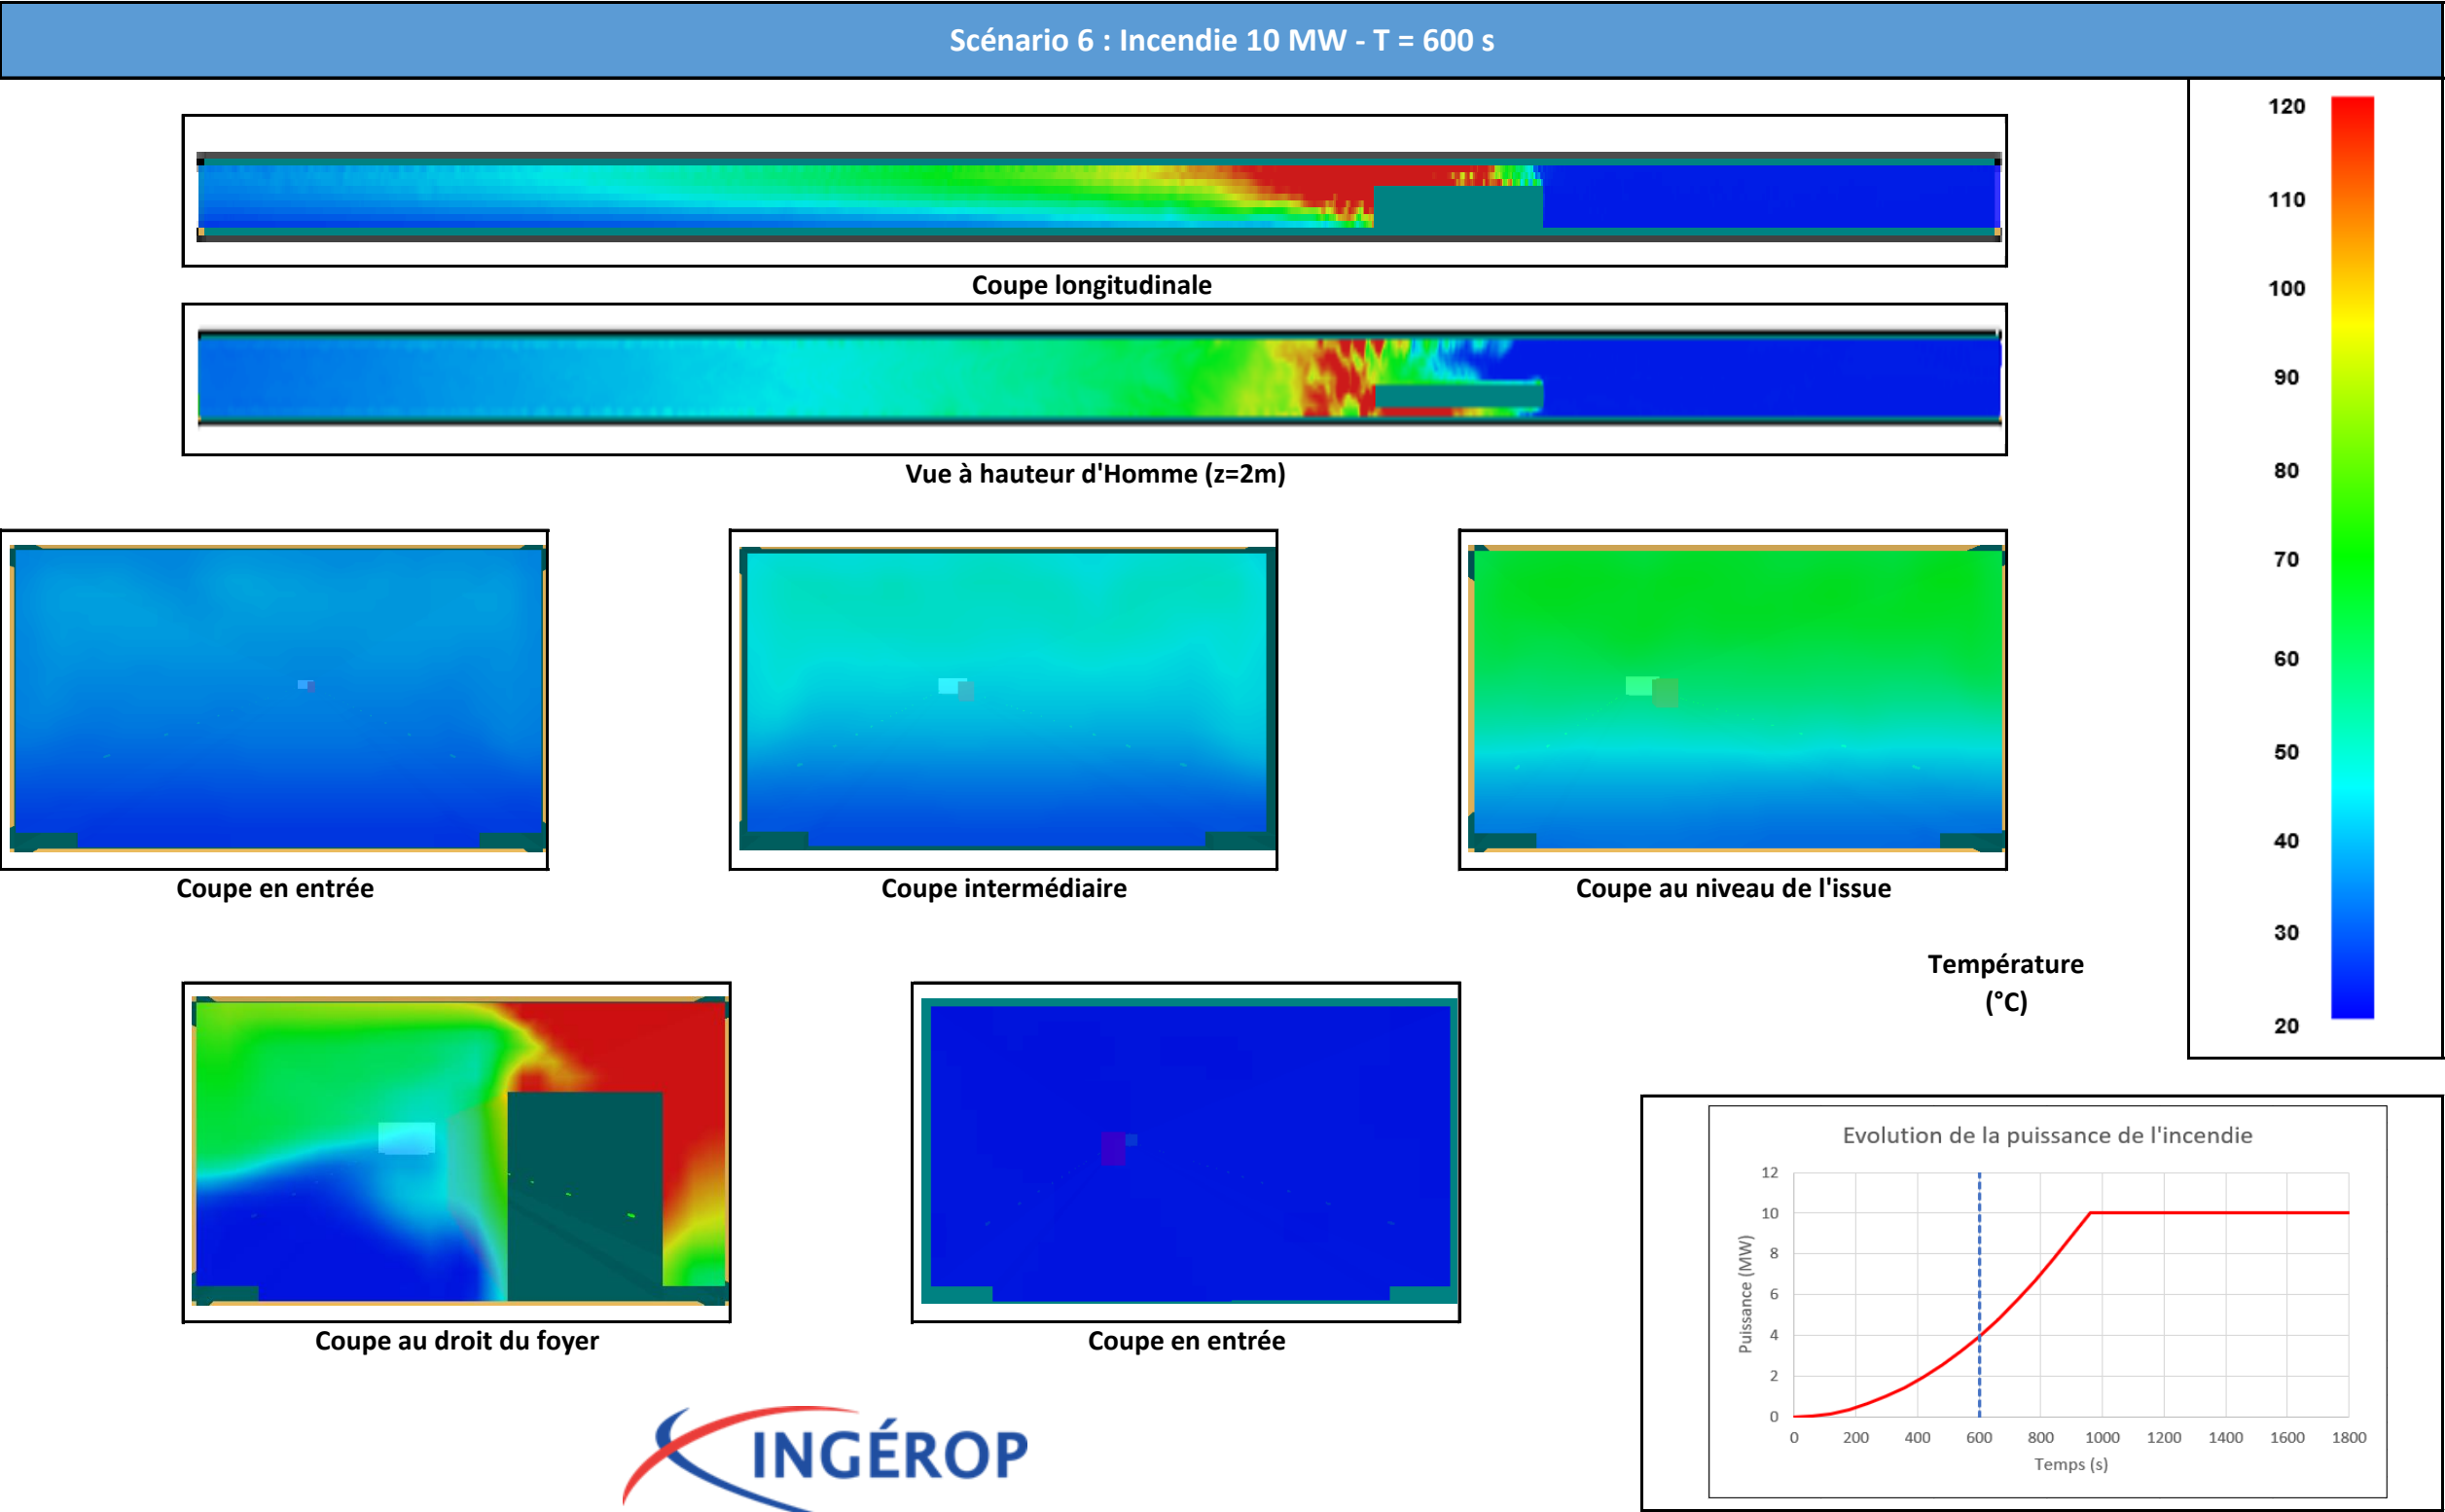 Scénario 6 : Incendie 10 MW - T = 600 s
120
110
100
90
80
70
60
50
40
30
20
Coupe longitudinale
Vue à hauteur d'Homme (z=2m)
Coupe en entrée
Coupe intermédiaire
Coupe au niveau de l'issue
Température
(°C)
Coupe au droit du foyer
Coupe en entrée
Evolution de la puissance de l'incendie
Puissance (MW)
12
10
8
6
4
2
0
0 200 400 600 800 1000 1200 1400 1600 1800
Temps (s)
INGÉROP